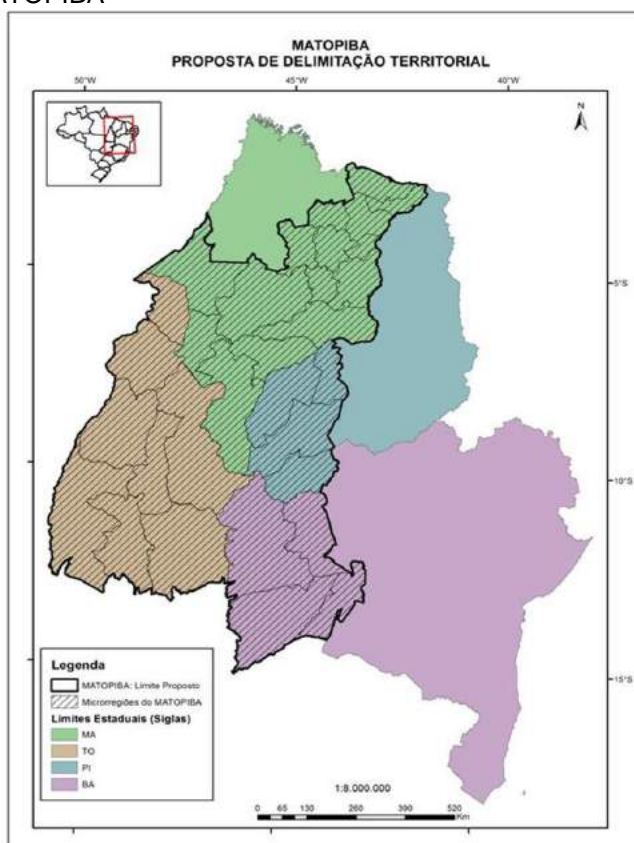 MATOPIBA
MATOPIBA
PROPOSTA DE DELIMITAÇÃO TERRITORIAL
50°W 45°W 40°W
N
5°S
10°S
15°S
Legenda
MATOPIBA: Limite Proposto
Microrregiões do MATOPIBA
Limites Estaduais (Siglas)
MA
TO
PI
BA
1:8.000.000
0 65 130 260 390 520
Km